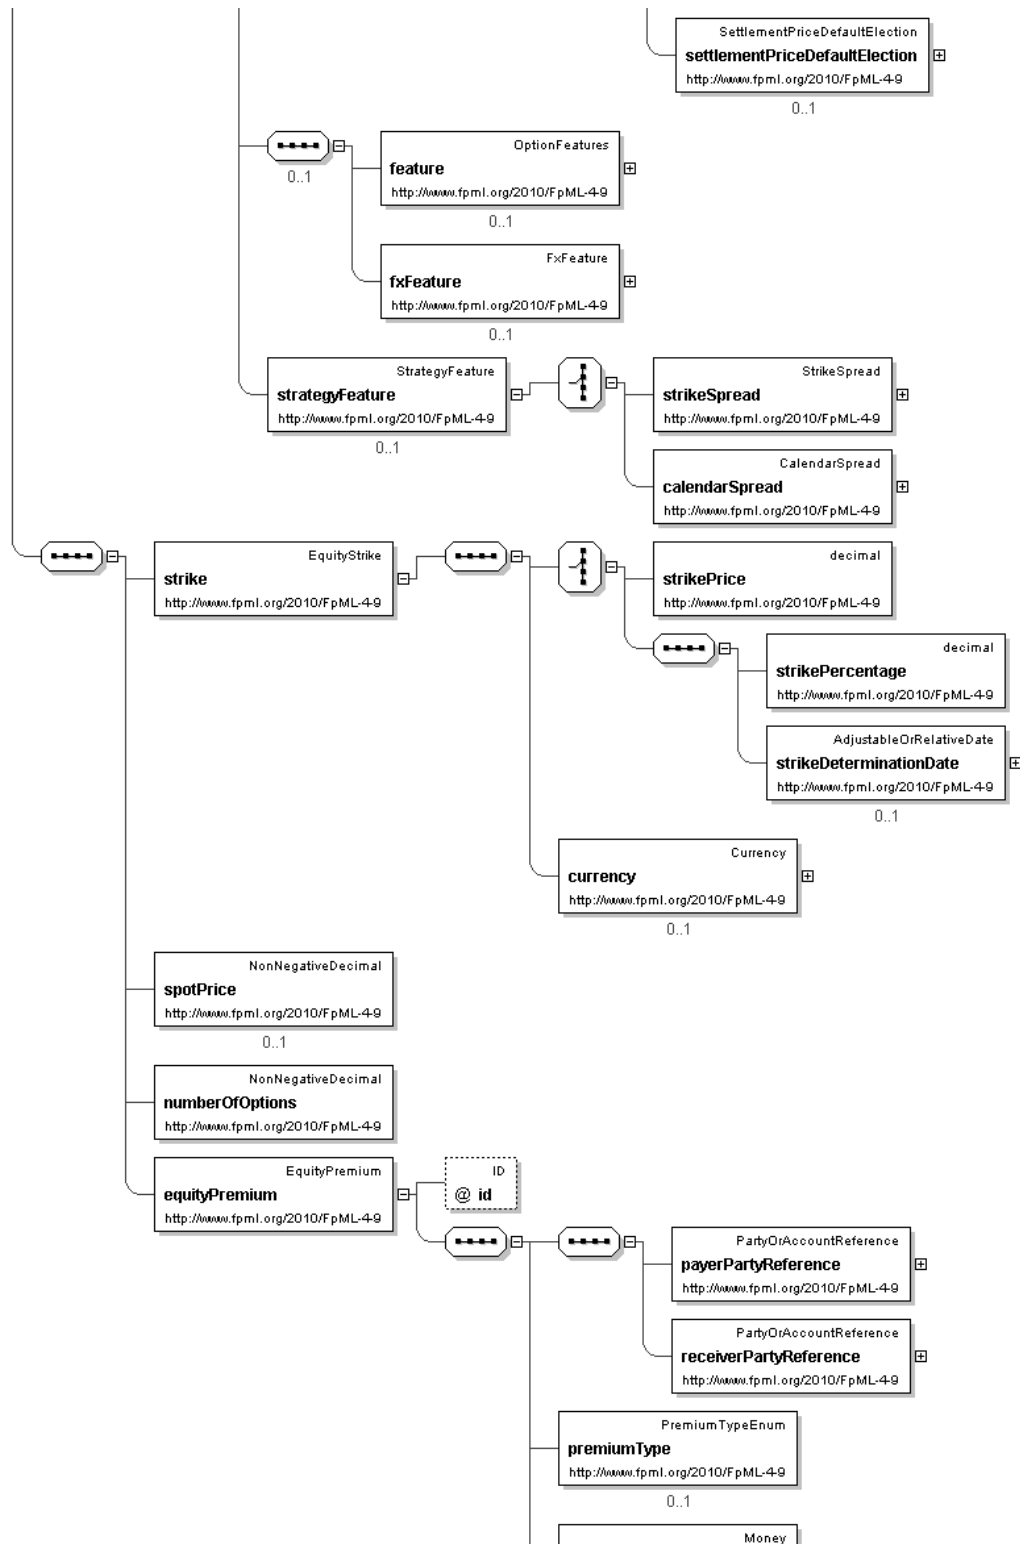 SettlementPriceDefaultElection
settlementPriceDefaultElection
http://www.fpml.org/2010/FpML-4-9
0..1
OptionFeatures
feature
http://www.fpml.org/2010/FpML-4-9
0..1
0..1
FxFeature
fxFeature
http://www.fpml.org/2010/FpML-4-9
0..1
StrategyFeature
strategyFeature
http://www.fpml.org/2010/FpML-4-9
0..1
StrikeSpread
strikeSpread
http://www.fpml.org/2010/FpML-4-9
CalendarSpread
calendarSpread
http://www.fpml.org/2010/FpML-4-9
EquityStrike
strike
http://www.fpml.org/2010/FpML-4-9
decimal
strikePrice
http://www.fpml.org/2010/FpML-4-9
decimal
strikePercentage
http://www.fpml.org/2010/FpML-4-9
AdjustableOrRelativeDate
strikeDeterminationDate
http://www.fpml.org/2010/FpML-4-9
0..1
Currency
currency
http://www.fpml.org/2010/FpML-4-9
0..1
NonNegativeDecimal
spotPrice
http://www.fpml.org/2010/FpML-4-9
0..1
NonNegativeDecimal
numberOfOptions
http://www.fpml.org/2010/FpML-4-9
EquityPremium
equityPremium
http://www.fpml.org/2010/FpML-4-9
ID
@ id
PartyOrAccountReference
payerPartyReference
http://www.fpml.org/2010/FpML-4-9
PartyOrAccountReference
receiverPartyReference
http://www.fpml.org/2010/FpML-4-9
PremiumTypeEnum
premiumType
http://www.fpml.org/2010/FpML-4-9
0..1
Money